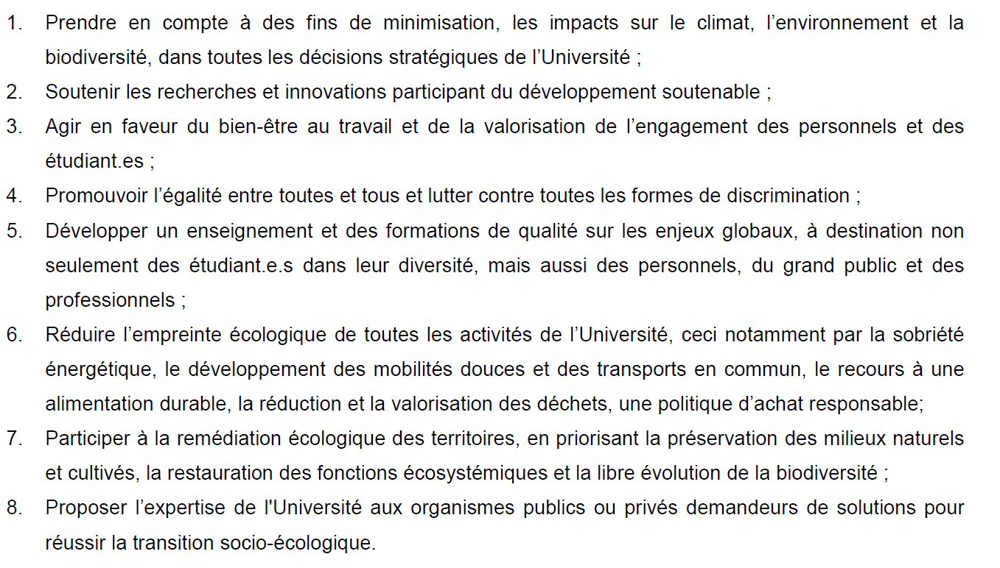 1. Prendre en compte à des fins de minimisation, les impacts sur le climat, l’environnement et la
biodiversité, dans toutes les décisions stratégiques de l’Université ;
2. Soutenir les recherches et innovations participant du développement soutenable ;
3. Agir en faveur du bien-être au travail et de la valorisation de l’engagement des personnels et des
étudiant.es ;
4. Promouvoir l’égalité entre toutes et tous et lutter contre toutes les formes de discrimination ;
5. Développer un enseignement et des formations de qualité sur les enjeux globaux, à destination non
seulement des étudiant.e.s dans leur diversité, mais aussi des personnels, du grand public et des
professionnels ;
6. Réduire l’empreinte écologique de toutes les activités de l’Université, ceci notamment par la sobriété
énergétique, le développement des mobilités douces et des transports en commun, le recours à une
alimentation durable, la réduction et la valorisation des déchets, une politique d’achat responsable;
7. Participer à la remédiation écologique des territoires, en priorisant la préservation des milieux naturels
et cultivés, la restauration des fonctions écosystémiques et la libre évolution de la biodiversité ;
8. Proposer l’expertise de l'Université aux organismes publics ou privés demandeurs de solutions pour
réussir la transition socio-écologique.